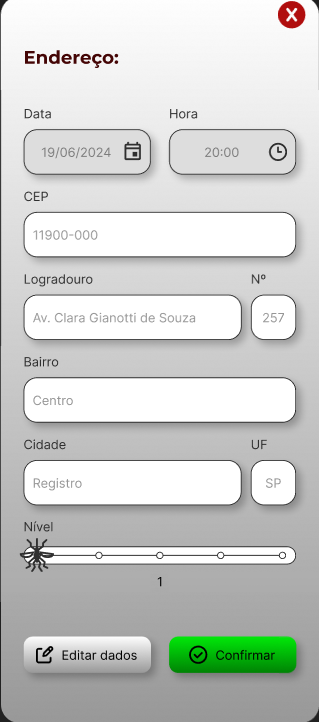 X
Endereço:
Data Hora
19/06/2024 20:00
CEP
11900-000
Logradouro Nº
Av. Clara Gianotti de Souza 257
Bairro
Centro
Cidade UF
Registro SP
Nível
1
Editar dados Confirmar